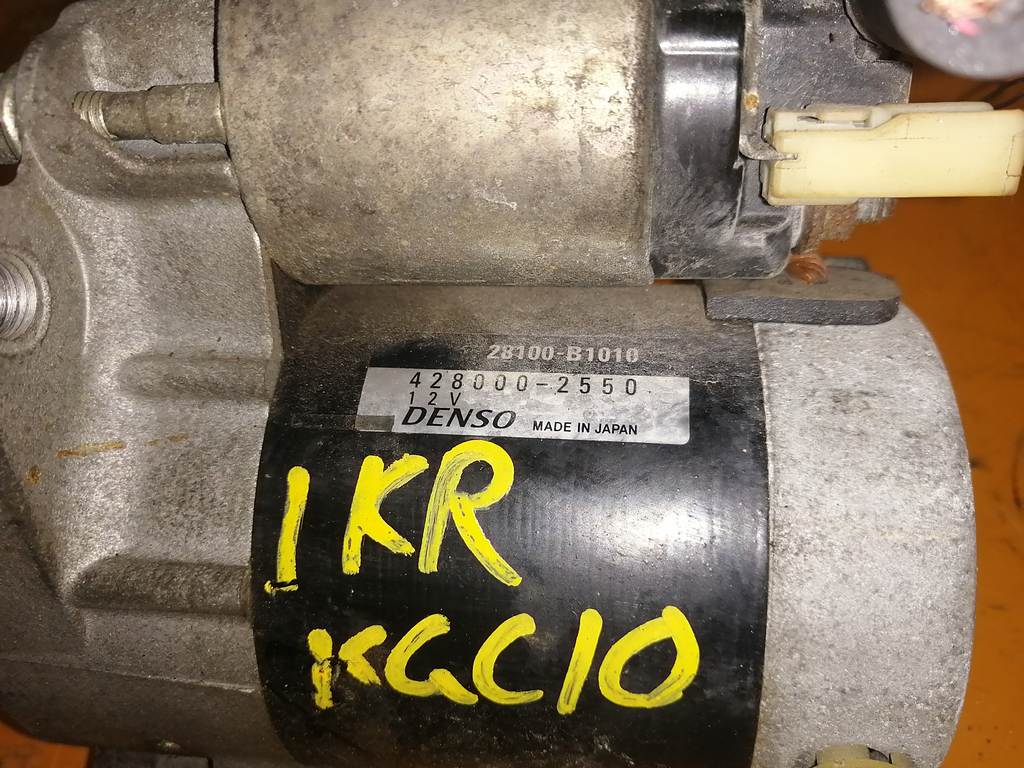 28100-B1010
428000-2550
12V
DENSO MADE IN JAPAN
1KR
KGC10